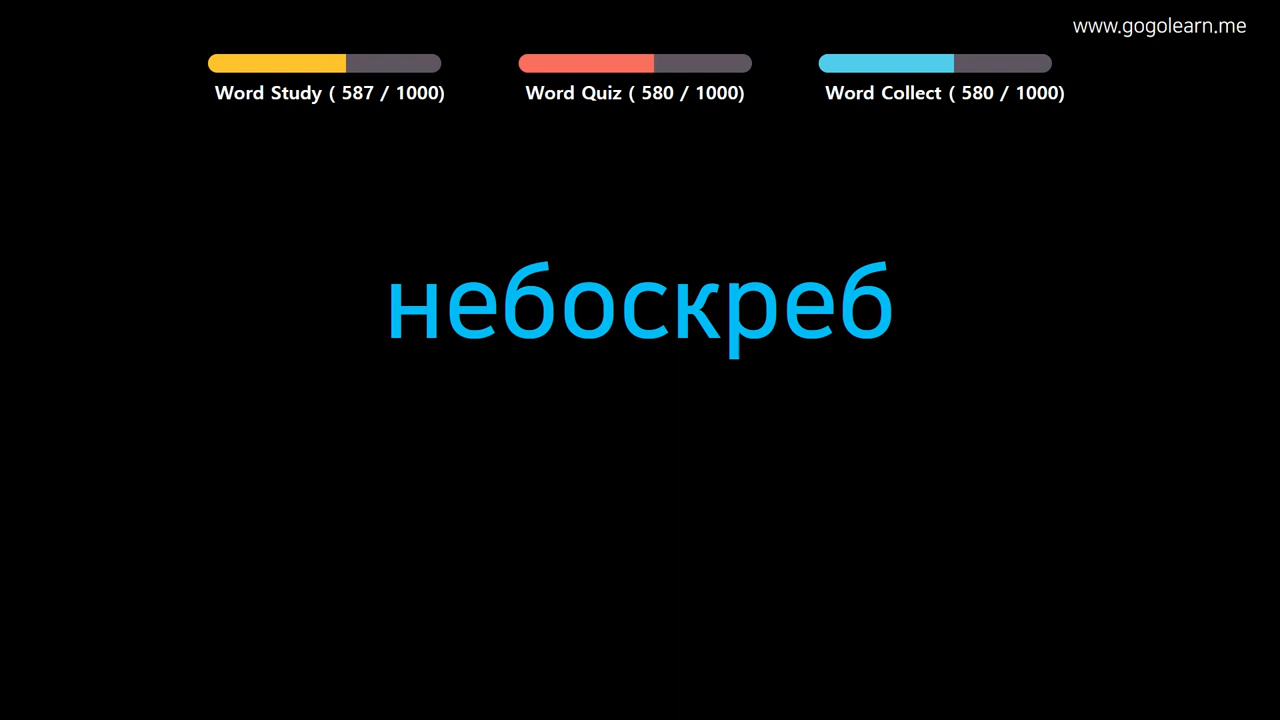 www.gogolearn.me
Word Study ( 587 / 1000)
Word Quiz ( 580 / 1000)
Word Collect ( 580 / 1000)
небоскреб